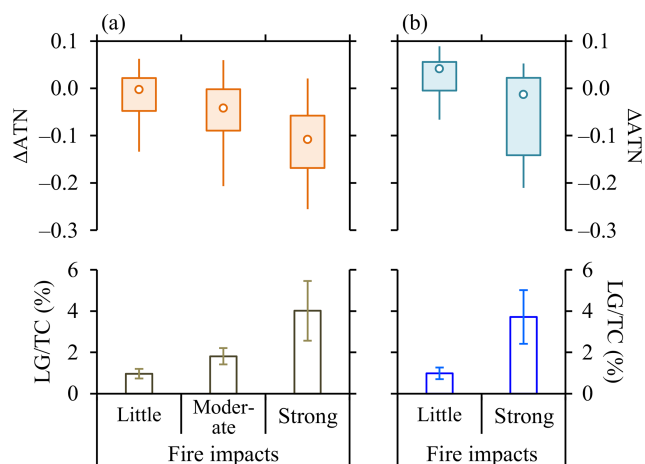 (a)
(b)
0.1
0.0
–0.1
–0.2
–0.3
ΔATN
0.1
0.0
–0.1
–0.2
–0.3
ΔATN
6
4
2
0
LG/TC (%)
6
4
2
0
LG/TC (%)
Little
Moder-
ate
Strong
Fire impacts
Little
Strong
Fire impacts